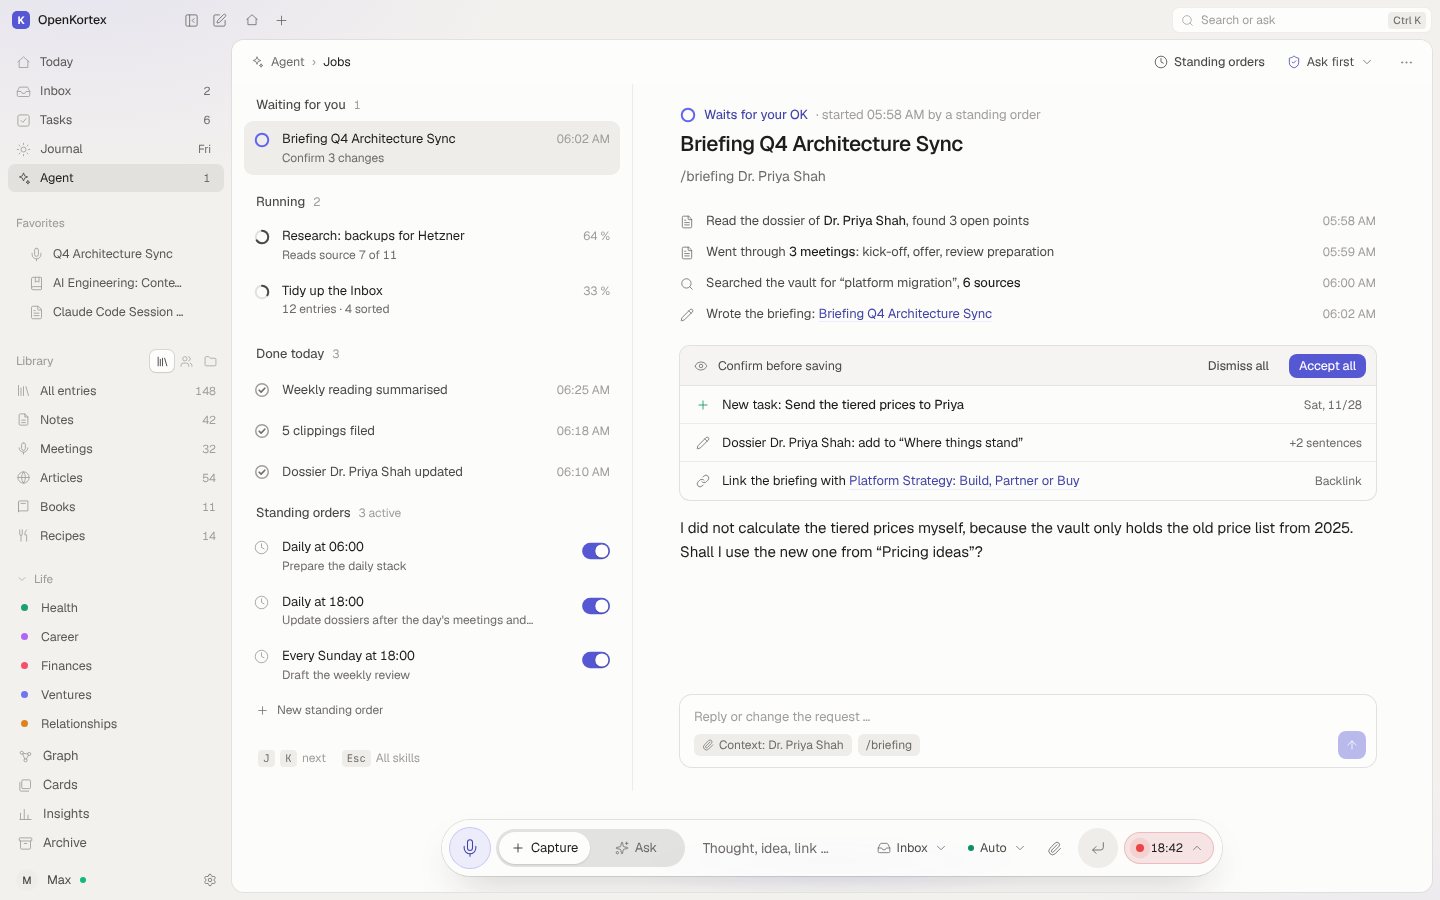 K OpenKortex
Search or ask Ctrl K
Today
Inbox 2
Tasks 6
Journal Fri
Agent 1
Favorites
Q4 Architecture Sync
AI Engineering: Conte…
Claude Code Session …
Library
All entries 148
Notes 42
Meetings 32
Articles 54
Books 11
Recipes 14
Life
Health
Career
Finances
Ventures
Relationships
Graph
Cards
Insights
Archive
M Max
Agent › Jobs
Standing orders Ask first
Waiting for you 1
Briefing Q4 Architecture Sync 06:02 AM
Confirm 3 changes
Running 2
Research: backups for Hetzner 64 %
Reads source 7 of 11
Tidy up the Inbox 33 %
12 entries · 4 sorted
Done today 3
Weekly reading summarised 06:25 AM
5 clippings filed 06:18 AM
Dossier Dr. Priya Shah updated 06:10 AM
Standing orders 3 active
Daily at 06:00
Prepare the daily stack
Daily at 18:00
Update dossiers after the day's meetings and…
Every Sunday at 18:00
Draft the weekly review
New standing order
J K next Esc All skills
Waits for your OK · started 05:58 AM by a standing order
Briefing Q4 Architecture Sync
/briefing Dr. Priya Shah
Read the dossier of Dr. Priya Shah, found 3 open points 05:58 AM
Went through 3 meetings: kick-off, offer, review preparation 05:59 AM
Searched the vault for “platform migration”, 6 sources 06:00 AM
Wrote the briefing: Briefing Q4 Architecture Sync 06:02 AM
Confirm before saving Dismiss all Accept all
New task: Send the tiered prices to Priya Sat, 11/28
Dossier Dr. Priya Shah: add to “Where things stand” +2 sentences
Link the briefing with Platform Strategy: Build, Partner or Buy Backlink
I did not calculate the tiered prices myself, because the vault only holds the old price list from 2025.
Shall I use the new one from “Pricing ideas”?
Reply or change the request …
Context: Dr. Priya Shah /briefing
Capture Ask Thought, idea, link … Inbox Auto 18:42